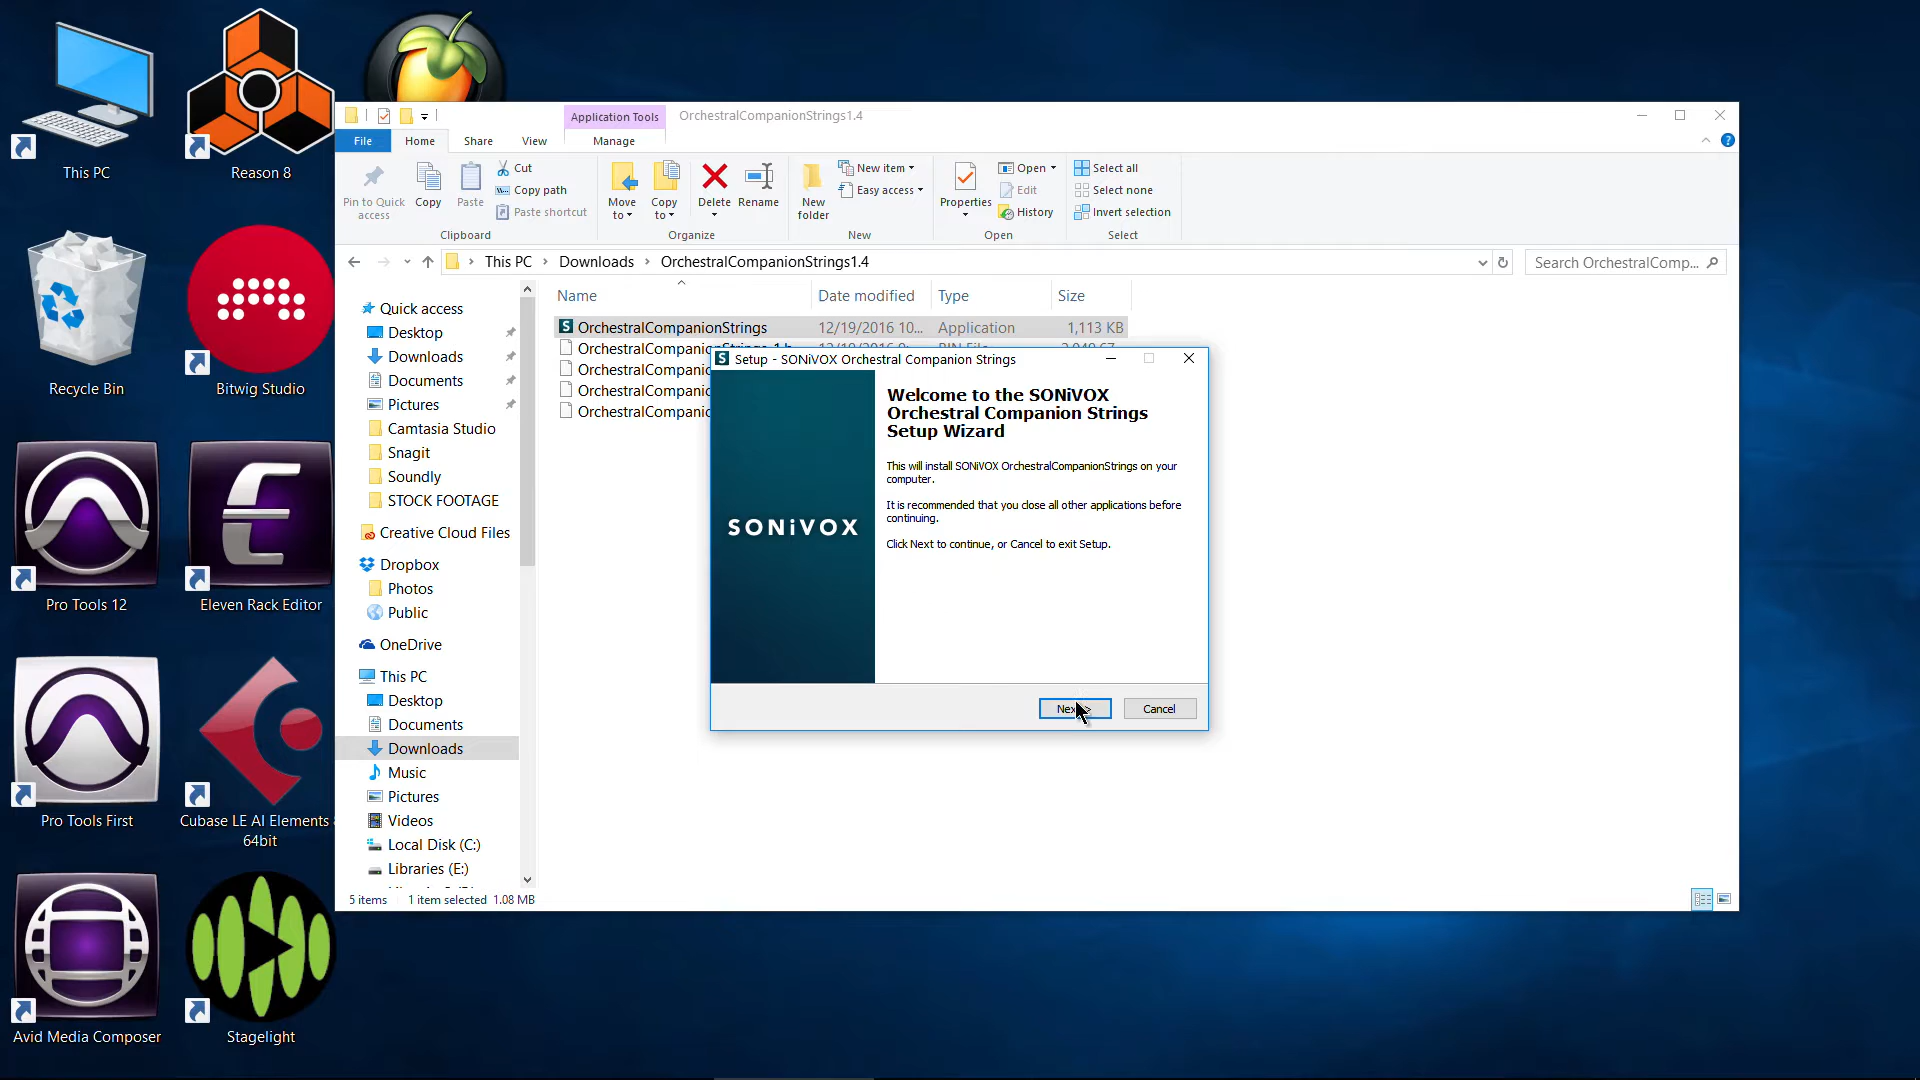 This PC
Reason 8
Recycle Bin
Bitwig Studio
Pro Tools 12
Eleven Rack Editor
Pro Tools First
Cubase LE AI Elements
64bit
Avid Media Composer
Stagelight
Application Tools
OrchestralCompanionStrings1.4
File
Home
Share
View
Manage
Pin to Quick
access
Copy
Paste
Cut
Copy path
Paste shortcut
Clipboard
Move
to
Copy
to
Delete
Rename
Organize
New
folder
New item
Easy access
New
Properties
Open
Edit
History
Open
Select all
Select none
Invert selection
Select
This PC > Downloads > OrchestralCompanionStrings1.4
Search OrchestralComp...
Name
Date modified
Type
Size
OrchestralCompanionStrings
12/19/2016 10...
Application
1,113 KB
Quick access
Desktop
Downloads
Documents
Pictures
Camtasia Studio
Snagit
Soundly
STOCK FOOTAGE
Creative Cloud Files
Dropbox
Photos
Public
OneDrive
This PC
Desktop
Documents
Downloads
Music
Pictures
Videos
Local Disk (C:)
Libraries (E:)
5 items
1 item selected 1.08 MB
S Setup - SONiVOX Orchestral Companion Strings
SONiVOX
Welcome to the SONiVOX
Orchestral Companion Strings
Setup Wizard
This will install SONiVOX OrchestralCompanionStrings on your
computer.
It is recommended that you close all other applications before
continuing.
Click Next to continue, or Cancel to exit Setup.
Cancel